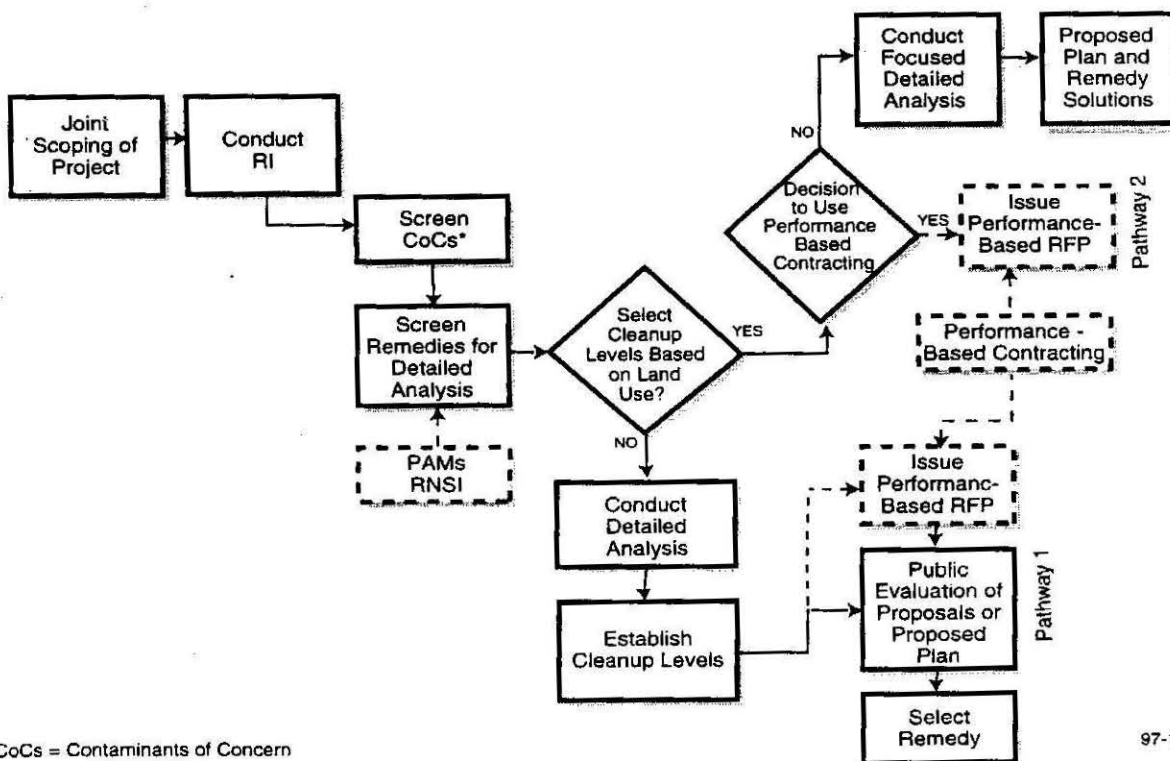 Joint
Scoping of
Project
Conduct
RI
Screen
CoCs*
Screen
Remedies for
Detailed
Analysis
PAMs
RNSI
Select
Cleanup
Levels Based
on Land
Use?
YES
NO
Decision
to Use
Performance
Based
Contracting
NO
YES
Conduct
Focused
Detailed
Analysis
Proposed
Plan and
Remedy
Solutions
Issue
Performance-
Based RFP
Pathway 2
Performance -
Based Contracting
Conduct
Detailed
Analysis
Establish
Cleanup Levels
Issue
Performanc-
Based RFP
Public
Evaluation of
Proposals or
Proposed
Plan
Pathway 1
Select
Remedy
CoCs = Contaminants of Concern
97-